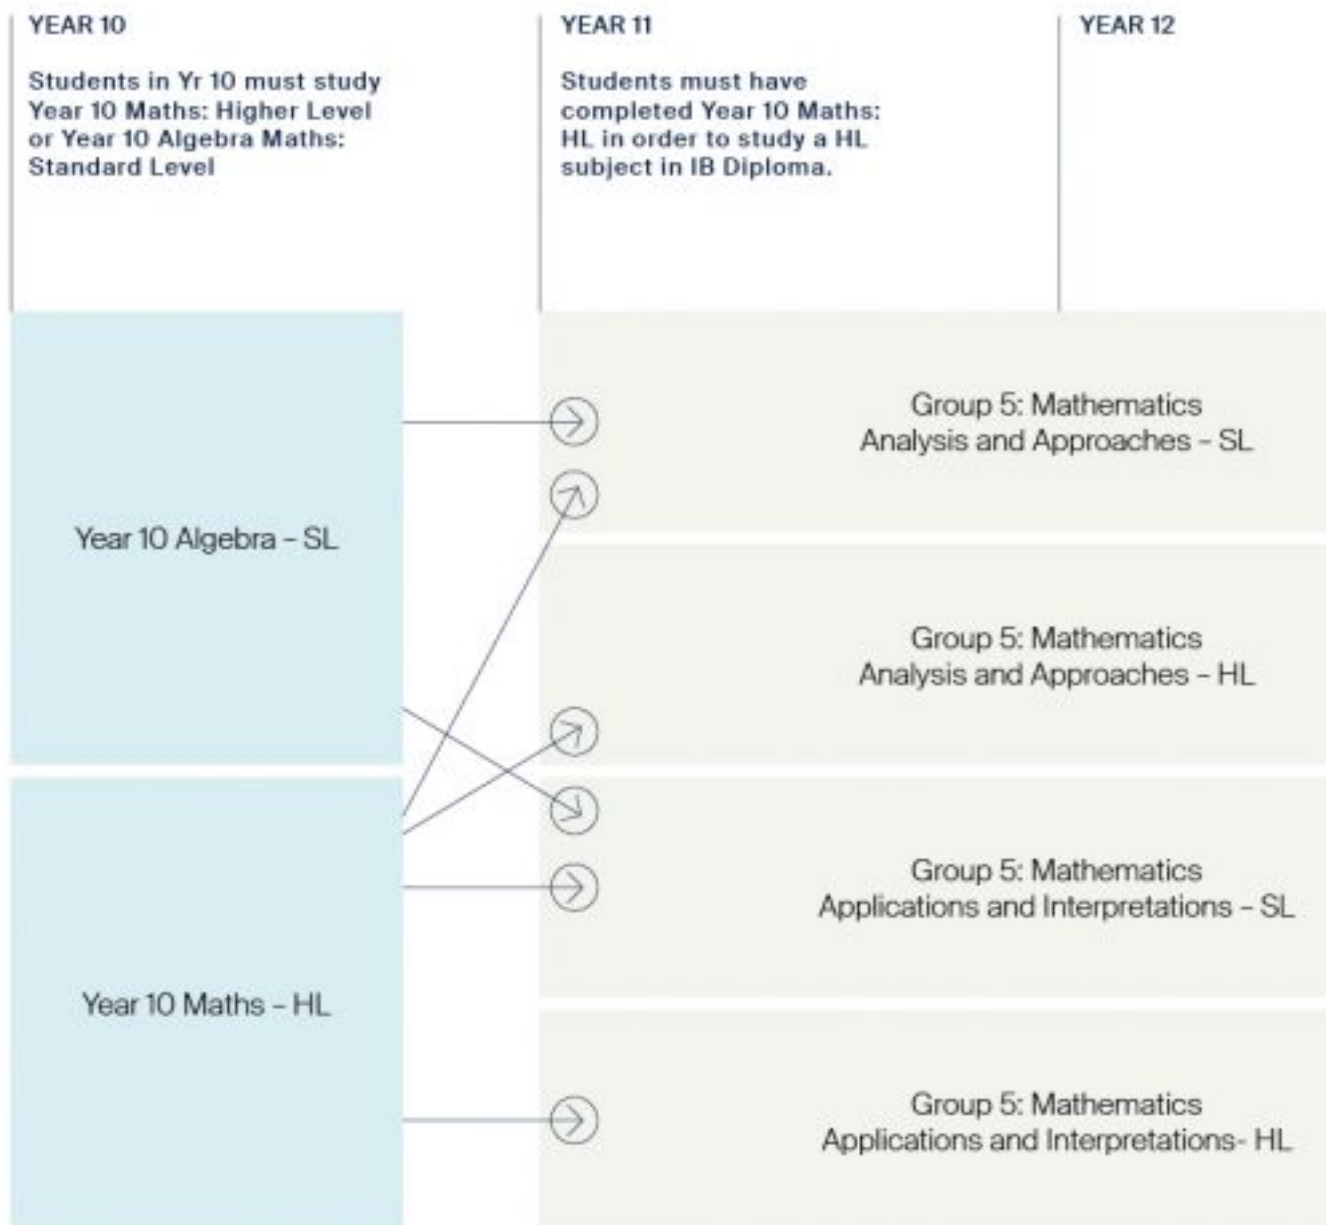 YEAR 10
Students in Yr 10 must study
Year 10 Maths: Higher Level
or Year 10 Algebra Maths:
Standard Level
YEAR 11
Students must have
completed Year 10 Maths:
HL in order to study a HL
subject in IB Diploma.
YEAR 12
Year 10 Algebra – SL
Year 10 Maths – HL
Group 5: Mathematics
Analysis and Approaches – SL
Group 5: Mathematics
Analysis and Approaches – HL
Group 5: Mathematics
Applications and Interpretations – SL
Group 5: Mathematics
Applications and Interpretations- HL